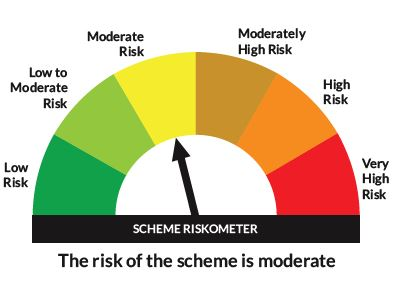 Moderate
Risk
Moderately
High Risk
Low to
Moderate
Risk
High
Risk
Low
Risk
Very
High
Risk
SCHEME RISKOMETER
The risk of the scheme is moderate